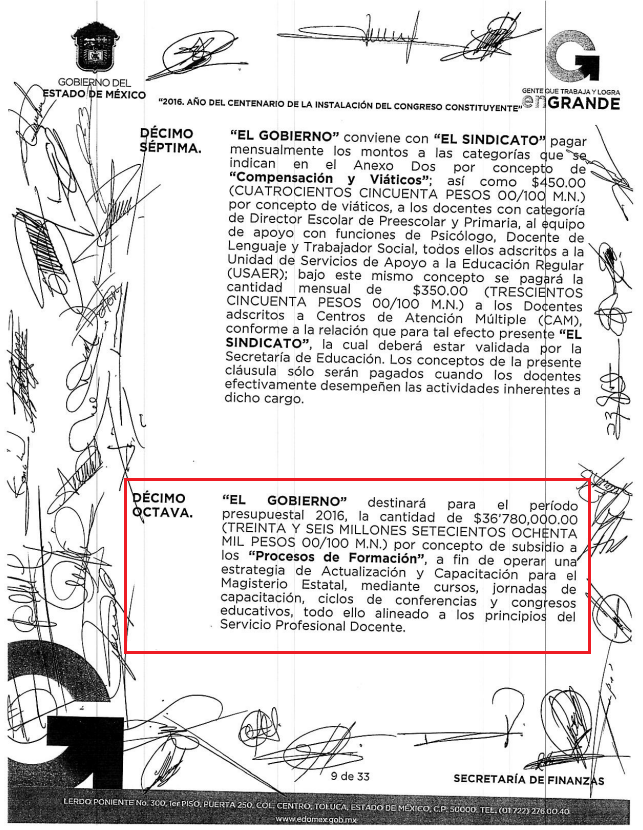 GOBIERNO DEL
ESTADO DE MÉXICO
GENTE QUE TRABAJA Y LOGRA
enGRANDE
"2016. AÑO DEL CENTENARIO DE LA INSTALACIÓN DEL CONGRESO CONSTITUYENTE"
DÉCIMO
SÉPTIMA.
"EL GOBIERNO" conviene con "EL SINDICATO" pagar
mensualmente los montos a las categorías que se
indican en el Anexo Dos por concepto de
"Compensación y Viáticos"; así como $450.00
(CUATROCIENTOS CINCUENTA PESOS 00/100 M.N.)
por concepto de viáticos, a los docentes con categoría
de Director Escolar de Preescolar y Primaria, al equipo
de apoyo con funciones de Psicólogo, Docente de
Lenguaje y Trabajador Social, todos ellos adscritos a la
Unidad de Servicios de Apoyo a la Educación Regular
(USAER); bajo este mismo concepto se pagará la
cantidad mensual de $350.00 (TRESCIENTOS
CINCUENTA PESOS 00/100 M.N.) a los Docentes
adscritos a Centros de Atención Múltiple (CAM),
conforme a la relación que para tal efecto presente "EL
SINDICATO", la cual deberá estar validada por la
Secretaría de Educación. Los conceptos de la presente
cláusula sólo serán pagados cuando los docentes
efectivamente desempeñen las actividades inherentes a
dicho cargo.
DÉCIMO
OCTAVA.
"EL GOBIERNO" destinará para el período
presupuestal 2016, la cantidad de $36'780,000.00
(TREINTA Y SEIS MILLONES SETECIENTOS OCHENTA
MIL PESOS 00/100 M.N.) por concepto de subsidio a
los "Procesos de Formación", a fin de operar una
estrategia de Actualización y Capacitación para el
Magisterio Estatal, mediante cursos, jornadas de
capacitación, ciclos de conferencias y congresos
educativos, todo ello alineado a los principios del
Servicio Profesional Docente.
9 de 33
SECRETARÍA DE FINANZAS
LERDO PONIENTE No. 300, 1er PISO, PUERTA 250, COL. CENTRO, TOLUCA, ESTADO DE MÉXICO, C.P. 50000. TEL. (01 722) 276 00 40
www.edomex.gob.mx